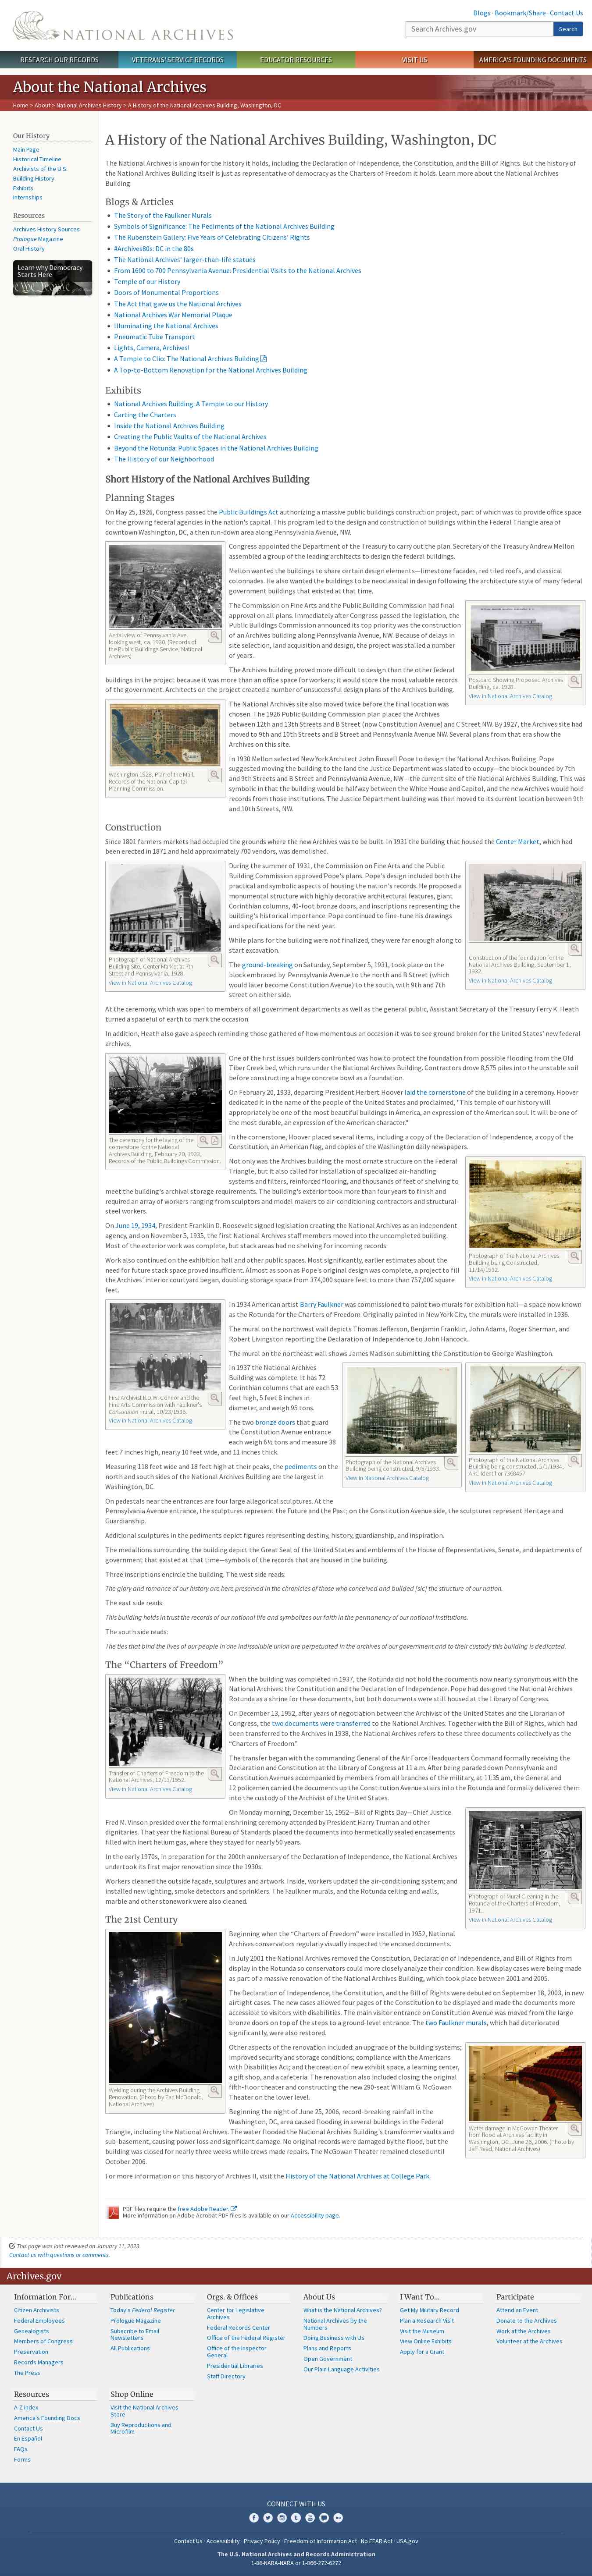 Blogs · Bookmark/Share · Contact Us
NATIONAL ARCHIVES
Search Archives.gov
Search
RESEARCH OUR RECORDS
VETERANS' SERVICE RECORDS
EDUCATOR RESOURCES
VISIT US
AMERICA'S FOUNDING DOCUMENTS
About the National Archives
Home > About > National Archives History > A History of the National Archives Building, Washington, DC
Our History
Main Page
Historical Timeline
Archivists of the U.S.
Building History
Exhibits
Internships
Resources
Archives History Sources
Prologue Magazine
Oral History
Learn why Democracy
Starts Here
A History of the National Archives Building, Washington, DC
The National Archives is known for the history it holds, including the Declaration of Independence, the Constitution, and the Bill of Rights. But the history of
the National Archives Building itself is just as representative of democracy as the Charters of Freedom it holds. Learn more about the National Archives
Building:
Blogs & Articles
The Story of the Faulkner Murals
Symbols of Significance: The Pediments of the National Archives Building
The Rubenstein Gallery: Five Years of Celebrating Citizens' Rights
#Archives80s: DC in the 80s
The National Archives' larger-than-life statues
From 1600 to 700 Pennsylvania Avenue: Presidential Visits to the National Archives
Temple of our History
Doors of Monumental Proportions
The Act that gave us the National Archives
National Archives War Memorial Plaque
Illuminating the National Archives
Pneumatic Tube Transport
Lights, Camera, Archives!
A Temple to Clio: The National Archives Building
A Top-to-Bottom Renovation for the National Archives Building
Exhibits
National Archives Building: A Temple to our History
Carting the Charters
Inside the National Archives Building
Creating the Public Vaults of the National Archives
Beyond the Rotunda: Public Spaces in the National Archives Building
The History of our Neighborhood
Short History of the National Archives Building
Planning Stages
On May 25, 1926, Congress passed the Public Buildings Act authorizing a massive public buildings construction project, part of which was to provide office space
for growing federal agencies in the nation's capital. This program led to the design and construction of buildings within the Federal Triangle area of
downtown Washington, DC, a then run-down area along Pennsylvania Avenue, NW.
Aerial view of Pennsylvania Ave.
looking west, ca. 1930. (Records of
the Public Buildings Service, National
Archives)
Congress appointed the Department of the Treasury to carry out the plan. Secretary of the Treasury Andrew Mellon
assembled a group of leading architects to design the federal buildings.
Mellon wanted the buildings to share certain design elements—limestone facades, red tiled roofs, and classical
colonnades. He also wanted the buildings to be neoclassical in design following the architecture style of many federal
government buildings that existed at that time.
The Commission on Fine Arts and the Public Building Commission had final
approval on all plans. Immediately after Congress passed the legislation, the
Public Buildings Commission announced its top priority was the construction of
an Archives building along Pennsylvania Avenue, NW. Because of delays in
choosing an architect and in designating a site, construction lagged for a number
of years.
Postcard Showing Proposed Archives
Building, ca. 1928.
View in National Archives Catalog
The Archives building proved more difficult to design than the other federal
buildings in the project because it was more than an office space for workers; it would store the valuable permanent records of
the government. Architects on the project created a number of plans before deciding on a final design for the Archives building.
Washington 1928, Plan of the Mall,
Records of the National Capital
Planning Commission.
The National Archives site also moved twice before the final location was
chosen. The 1926 Public Building Commission plan placed the Archives
between 12th and 13th Streets and B Street (now Constitution Avenue) and C Street NW. By 1927, the Archives site had
moved to between 9th and 10th Streets and B Street and Pennsylvania Avenue, NW. However, there was already a large
Archives on this site.
In 1930 Mellon selected New York Architect John Russell Pope to design the National Archives Building. Pope
suggested moving the building to the land the Justice Department was slated to occupy—the block bounded by 7th
and 9th Streets and B Street and Pennsylvania Avenue, NW—the current site of the National Archives Building. This was
the exact middle, or what would be halfway between the White House and the Capitol, and the new Archives would have
porticoes on all four sides. The Justice Department building was then moved to its current location between 9th and
10th Streets, NW.
Construction
Since 1801 farmers markets had occupied the grounds where the new Archives was to be built. In 1931 the building that housed the Center Market, which had
been erected in 1871 and held approximately 700 vendors, was demolished.
Photograph of National Archives
Building Site, Center Market at 7th
Street and Pennsylvania, 1928.
View in National Archives Catalog
During the summer of 1931, the Commission on Fine Arts and the Public
Building Commission approved Pope's final plans. Pope's plan included four
porticoes on each side of the building in addition to the nation's records. He proposed a
monumental structure, with highly decorative architectural features, giant
Corinthian columns, 40-foot bronze doors, and inscriptions chronicling the
building's historical importance. Pope continued to fine-tune his drawings
specifications for each portico.
While plans for the building were not finalized, they were far enough along to
start excavation.
The ground-breaking on Saturday, September 5, 1931, took place on the
block embraced by Pennsylvania Avenue to the north and B Street (which
would later become Constitution Avenue) to the south, with 7th and 9th
street on either side.
Construction of the foundation for the
National Archives Building, September 1,
1932.
View in National Archives Catalog
At the ceremony, which was open to members of all government departments as well as the general public, Assistant Secretary of the Treasury Ferry K. Heath
turned a spadeful of earth to mark the occasion.
In addition, Heath also gave a speech reminding those gathered of how momentous an occasion it was to see ground broken for the United States' new federal
archives.
The ceremony for the laying of the
cornerstone for the National
Archives Building, February 20, 1933,
Records of the Public Buildings Commission.
One of the first issues builders confronted was how to protect the foundation from possible flooding from the Old
Tiber Creek bed, which runs under the National Archives Building. Contractors drove 8,575 piles into the unstable soil
before constructing a huge concrete bowl as a foundation.
On February 20, 1933, departing President Herbert Hoover laid the cornerstone of the building in a ceremony. Hoover
dedicated it in the name of the people of the United States and proclaimed, "This temple of our history will
appropriately be one of the most beautiful buildings in America, an expression of the American soul. It will be one of
the most durable, an expression of the American character."
In the cornerstone, Hoover placed several items, including a copy of the Declaration of Independence, a copy of the
Constitution, an American flag, and copies of the Washington daily newspapers.
Not only was the Archives building the most ornate structure on the Federal
Triangle, but it also called for installation of specialized air-handling
systems and filters, reinforced flooring, and thousands of feet of shelving to
meet the building's archival storage requirements. The building's exterior took more than four years to finish and
required an array of workers ranging from sculptors and model makers to air-conditioning contractors and structural-
steel workers.
Photograph of the National Archives
Building being Constructed,
11/14/1932.
View in National Archives Catalog
On June 19, 1934, President Franklin D. Roosevelt signed legislation creating the National Archives as an independent
agency, and on November 5, 1935, the first National Archives staff members moved into the uncompleted building.
Most of the exterior work was complete, but stack areas had no shelving.
Work also continued on the exhibition hall and any other public spaces. Most significantly, earlier estimates
about the need for future stack space proved incorrect. Almost as soon as Pope's original design was complete, a project to fill
the Archives' interior courtyard began, doubling storage space from 374,000 square feet to more than 757,000 square
feet.
First Archivist R.D.W. Connor and the
Fine Arts Commission with Faulkner's
Constitution mural, 10/23/1936.
View in National Archives Catalog
In 1934 American artist Barry Faulkner was commissioned to paint two murals for exhibition hall—a space now known
as the Rotunda for the Charters of Freedom. Originally painted in New York City, the murals were installed in 1936.
The mural on the northwest wall depicts Thomas Jefferson, Benjamin Franklin, John Adams, Roger Sherman, and
Robert Livingston reporting the Declaration of Independence to John Hancock.
The mural on the northeast wall shows James Madison submitting the Constitution to George Washington.
In 1937 the National Archives
Building was complete. It has 72
Corinthian columns that are each 53
feet high, 5 feet 8 inches in
diameter, and weigh 95 tons.
The two bronze doors that guard
the Constitution Avenue entrance
each weigh 6½ tons and measure 38
feet 7 inches high, nearly 10 feet wide, and 11 inches thick.
Photograph of the National Archives
Building being constructed, 9/5/1933.
View in National Archives Catalog
Photograph of the National Archives
Building being constructed, 5/1/1934,
ARC Identifier 7368457
View in National Archives Catalog
Measuring 118 feet wide and 18 feet high at their peaks, the pediments on the
north and south sides of the National Archives Building are the largest in
Washington, DC.
On pedestals near the entrances are four large allegorical sculptures. At the
Pennsylvania Avenue entrance, the sculptures represent Future and the Past; on the Constitution Avenue side, the sculptures represent Heritage and
Guardianship.
Additional sculptures in the pediments depict figures representing destiny, history, guardianship, and inspiration.
The medallions surrounding the building depict the Great Seal of the United States and emblems of the House of Representatives, Senate, and departments of
government that existed at that time—symbols of the records that are housed in the building.
Three inscriptions encircle the building. The west side reads:
The glory and romance of our history are here preserved in the chronicles of those who conceived and builded [sic] the structure of our nation.
The east side reads:
This building holds in trust the records of our national life and symbolizes our faith in the permanency of our national institutions.
The south side reads:
The ties that bind the lives of our people in one indissoluble union are perpetuated in the archives of our government and to their custody this building is dedicated.
The “Charters of Freedom”
Transfer of Charters of Freedom to the
National Archives, 12/13/1952.
View in National Archives Catalog
When the building was completed in 1937, the Rotunda did not hold the documents now nearly synonymous with the
National Archives: the United States Constitution and the Declaration of Independence. Pope had designed the National Archives
Rotunda as a shrine for these documents, but both documents were still housed at the Library of Congress.
On December 13, 1952, after years of negotiation between the Archivist of the United States and the Librarian of
Congress, the two documents were transferred to the National Archives. Together with the Bill of Rights, which had
been transferred to the Archives in 1938, the National Archives refers to these documents collectively as the
“Charters of Freedom.”
The transfer began with the commanding General of the Air Force Headquarters Command formally receiving the
Declaration and Constitution at the Library of Congress at 11 a.m. After being paraded down Pennsylvania and
Constitution Avenues accompanied by members from all branches of the military, at 11:35 am, the General and
12 policemen carried the documents up the Constitution Avenue stairs into the Rotunda and formally delivered them
into the custody of the Archivist of the United States.
On Monday morning, December 15, 1952—Bill of Rights Day—Chief Justice
Fred M. Vinson presided over the formal enshrining ceremony attended by President Harry Truman and other
dignitaries. That year the National Bureau of Standards placed the documents into hermetically sealed encasements
filled with inert helium gas, where they stayed for nearly 50 years.
Photograph of Mural Cleaning in the
Rotunda of the Charters of Freedom,
1971.
View in National Archives Catalog
In the early 1970s, in preparation for the 200th anniversary of the Declaration of Independence, the National Archives
undertook its first major renovation since the 1930s.
Workers cleaned the outside façade, sculptures and artwork. Inside, workers updated the air-conditioning system; and
installed new lighting, smoke detectors and sprinklers. The Faulkner murals, and the Rotunda ceiling and walls,
marble and other stonework were also cleaned.
The 21st Century
Welding during the Archives Building
Renovation. (Photo by Earl McDonald,
National Archives)
Beginning when the “Charters of Freedom” were installed in 1952, National
Archives conservators regularly visually inspected the encased documents.
In July 2001 the National Archives removed the Constitution, Declaration of Independence, and Bill of Rights from
display in the Rotunda so conservators could more closely analyze their condition. New display cases were being made
as part of a massive renovation of the National Archives Building, which took place between 2001 and 2005.
The Declaration of Independence, the Constitution, and the Bill of Rights were debuted on September 18, 2003, in new
airtight cases. The new cases allowed four pages of the Constitution to be displayed. The cases also made the documents
accessible to visitors with disabilities. The main visitor entrance on Constitution Avenue was moved from the large
bronze doors on top of the steps to a ground-level entrance. The two Faulkner murals, which had deteriorated
significantly, were also restored.
Other aspects of the renovation included: an upgrade of the building systems;
improved climate conditions; compliance with the Americans
with Disabilities Act; and the creation of new exhibit space, a learning center,
a gift shop, and a cafeteria. The renovation also included closing the original
fifth-floor theater and constructing the new 290-seat William G. McGowan
Theater on the lower level.
Water damage in McGowan Theater
from flood at Archives facility in
Washington, DC, June 26, 2006. (Photo by
Jeff Reed, National Archives)
Beginning the night of June 25, 2006, record-breaking rainfall in the
Washington, DC, area caused flooding in several buildings in the Federal
Triangle, including the National Archives. The water flooded the National Archives Building's transformer vaults and
sub-basements, causing power loss and significant damage. No original records were damaged by the flood, but the
building was closed for nearly three weeks while crews made repairs. The McGowan Theater remained closed until
October 2006.
For more information on this history of Archives II, visit the History of the National Archives at College Park.
PDF files require the free Adobe Reader.
More information on Adobe Acrobat PDF files is available on our Accessibility page.
This page was last reviewed on January 11, 2023.
Contact us with questions or comments.
Archives.gov
Information For…
Citizen Archivists
Federal Employees
Genealogists
Members of Congress
Preservation
Records Managers
The Press
Publications
Today's Federal Register
Prologue Magazine
Subscribe to Email
Newsletters
All Publications
Orgs. & Offices
Center for Legislative
Archives
Federal Records Center
Office of the Federal Register
Office of the Inspector
General
Presidential Libraries
Staff Directory
About Us
What is the National Archives?
National Archives by the
Numbers
Doing Business with Us
Plans and Reports
Open Government
Our Plain Language Activities
I Want To…
Get My Military Record
Plan a Research Visit
Visit the Museum
View Online Exhibits
Apply for a Grant
Participate
Attend an Event
Donate to the Archives
Work at the Archives
Volunteer at the Archives
Resources
A-Z Index
America's Founding Docs
Contact Us
En Español
FAQs
Forms
Shop Online
Visit the National Archives
Store
Buy Reproductions and
Microfilm
CONNECT WITH US
Contact Us · Accessibility · Privacy Policy · Freedom of Information Act · No FEAR Act · USA.gov
The U.S. National Archives and Records Administration
1-86-NARA-NARA or 1-866-272-6272